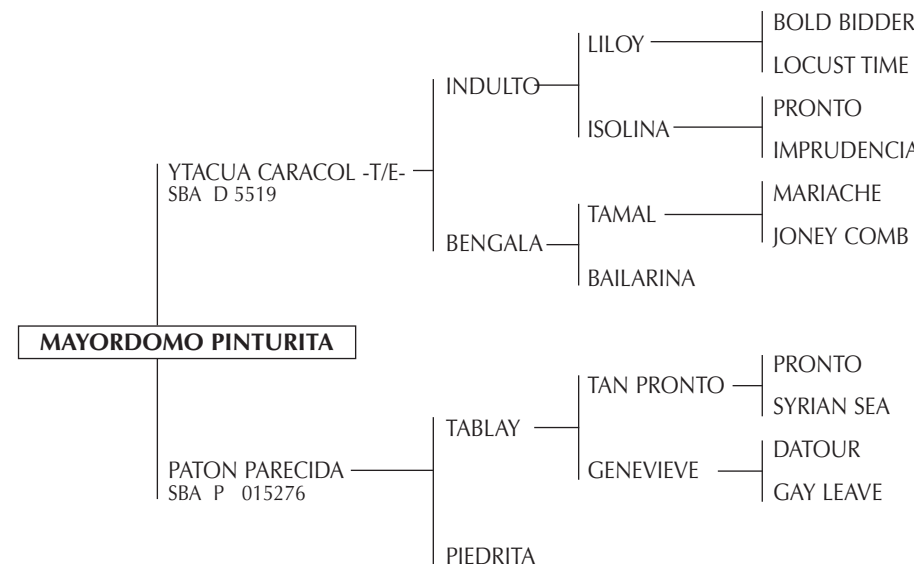 BOLD BIDDER
LILOY
LOCUST TIME
INDULTO
PRONTO
ISOLINA
IMPRUDENCIA
YTACUA CARACOL -T/E-
SBA D 5519
MARIACHE
TAMAL
JONEY COMB
BENGALA
BAILARINA
MAYORDOMO PINTURITA
PRONTO
TAN PRONTO
SYRIAN SEA
TABLAY
DATOUR
GENEVIEVE
GAY LEAVE
PATON PARECIDA
SBA P 015276
PIEDRITA